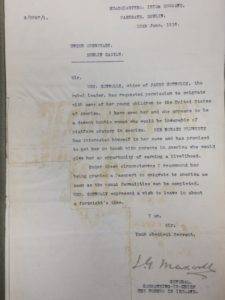 HEADQUARTERS, IRISH COMMAND,
PARKGATE, DUBLIN.
June, 1916.
UNDER SECRETARY,
DUBLIN CASTLE.
Sir,
MRS. CONNOLLY, widow of JAMES CONNOLLY, the
rebel leader, has requested permission to emigrate
with some of her young children to the United States
of America. I have seen her and she appears to be
a decent humble woman who would be incapable of
platform oratory in America. SIR HORACE PLUNKETT
has interested himself in her case and has promised
to get her in touch with persons in America who would
give her an opportunity of earning a livelihood.
Under these circumstances I recommend her
being granted a Passport to emigrate to America as
soon as the usual formalities can be completed.
MRS. CONNOLLY expressed a wish to leave in about
a fortnight's time.
I am,
Sir,
Your obedient Servant,
J G Maxwell
GENERAL,
COMMANDING-IN-CHIEF
THE FORCES IN IRELAND.